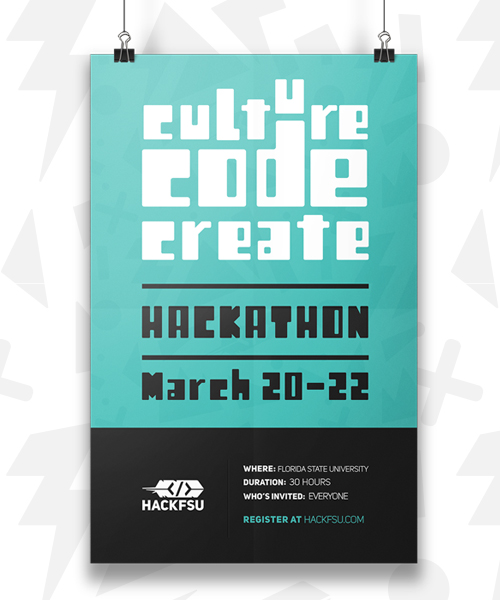 culture
code
create
HACKATHON
March 20-22
HACKFSU
WHERE: FLORIDA STATE UNIVERSITY
DURATION: 30 HOURS
WHO'S INVITED: EVERYONE
REGISTER AT HACKFSU.COM